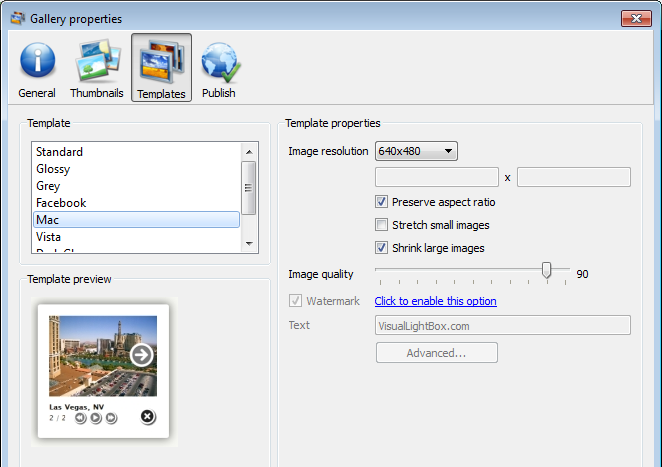 Gallery properties
General
Thumbnails
Templates
Publish
Template
Standard
Glossy
Grey
Facebook
Mac
Vista
Template preview
Las Vegas, NV
2 / 2
Template properties
Image resolution 640x480
x
Preserve aspect ratio
Stretch small images
Shrink large images
Image quality 90
Watermark Click to enable this option
Text VisualLightBox.com
Advanced...